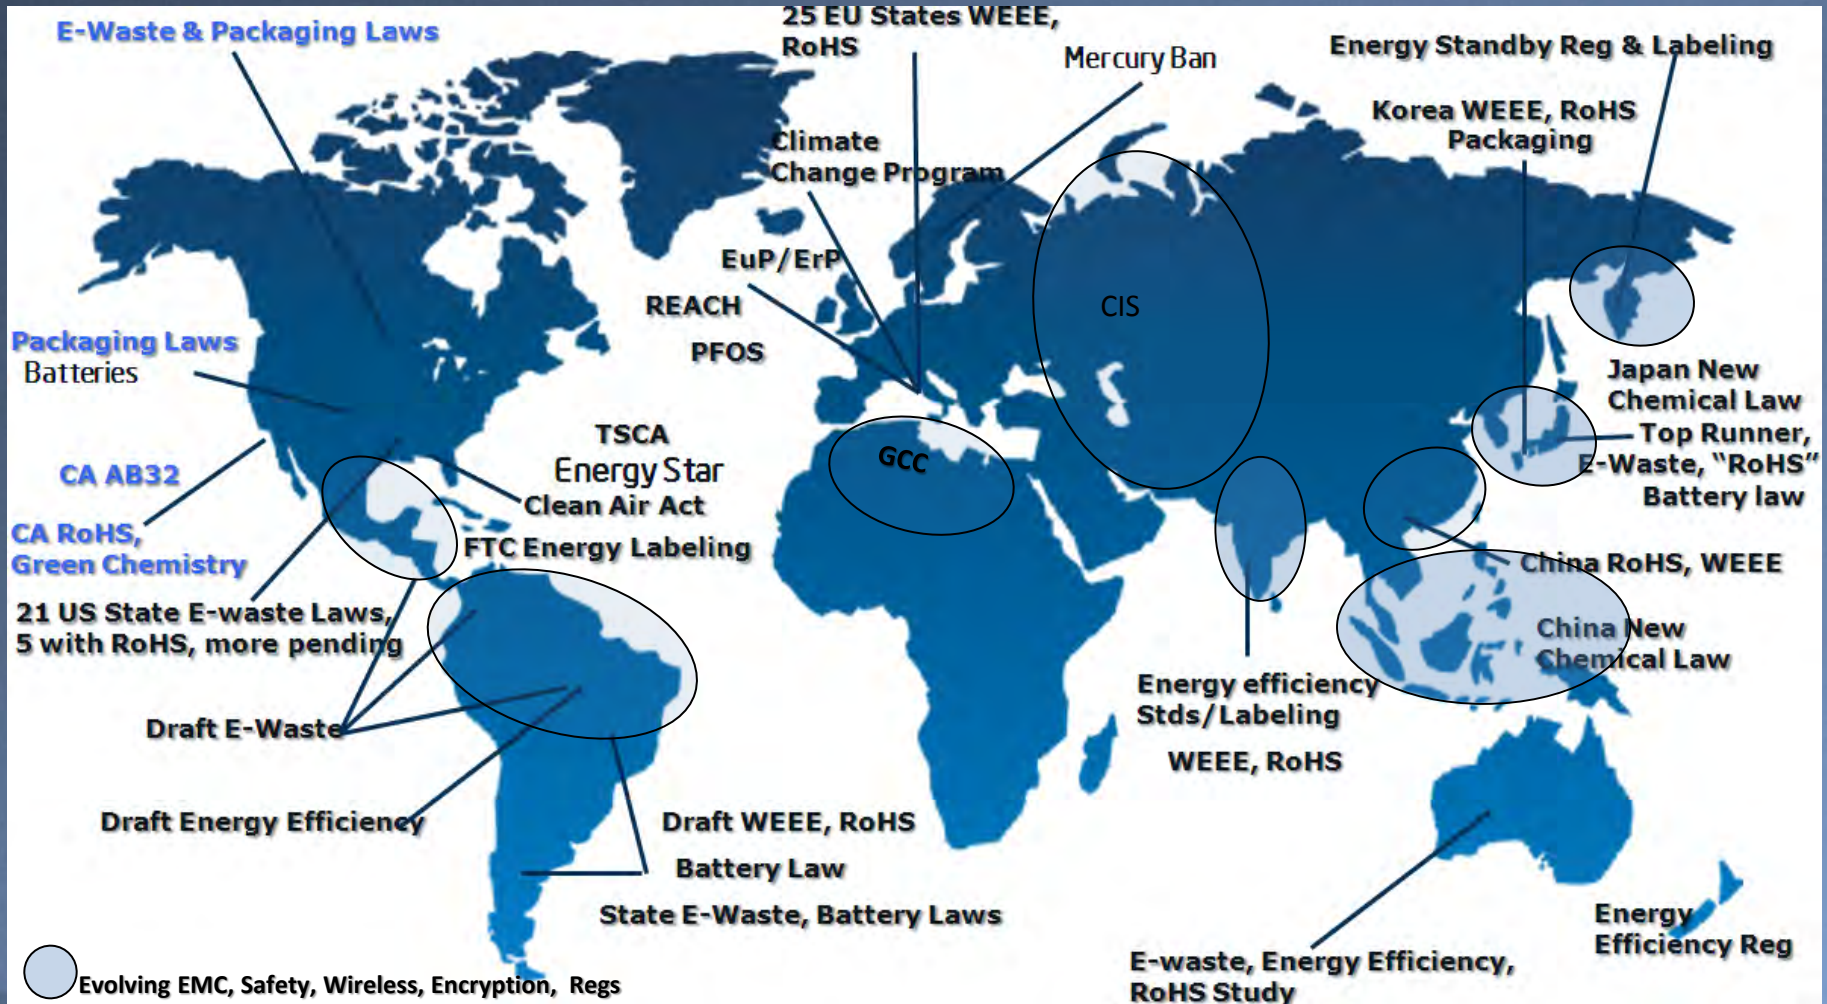 25 EU States WEEE,
RoHS
E-Waste & Packaging Laws
Mercury Ban
Energy Standby Reg & Labeling
Korea WEEE, RoHS
Packaging
Climate
Change Program
EuP/ErP
REACH
PFOS
CIS
Packaging Laws
Batteries
Japan New
Chemical Law
Top Runner,
E-Waste, “RoHS”
Battery law
TSCA
Energy Star
Clean Air Act
FTC Energy Labeling
GCC
CA AB32
CA RoHS,
Green Chemistry
21 US State E-waste Laws,
5 with RoHS, more pending
China RoHS, WEEE
China New
Chemical Law
Energy efficiency
Stds/Labeling
WEEE, RoHS
Draft E-Waste
Draft Energy Efficiency
Draft WEEE, RoHS
Battery Law
State E-Waste, Battery Laws
Energy
Efficiency Reg
E-waste, Energy Efficiency,
RoHS Study
Evolving EMC, Safety, Wireless, Encryption, Regs